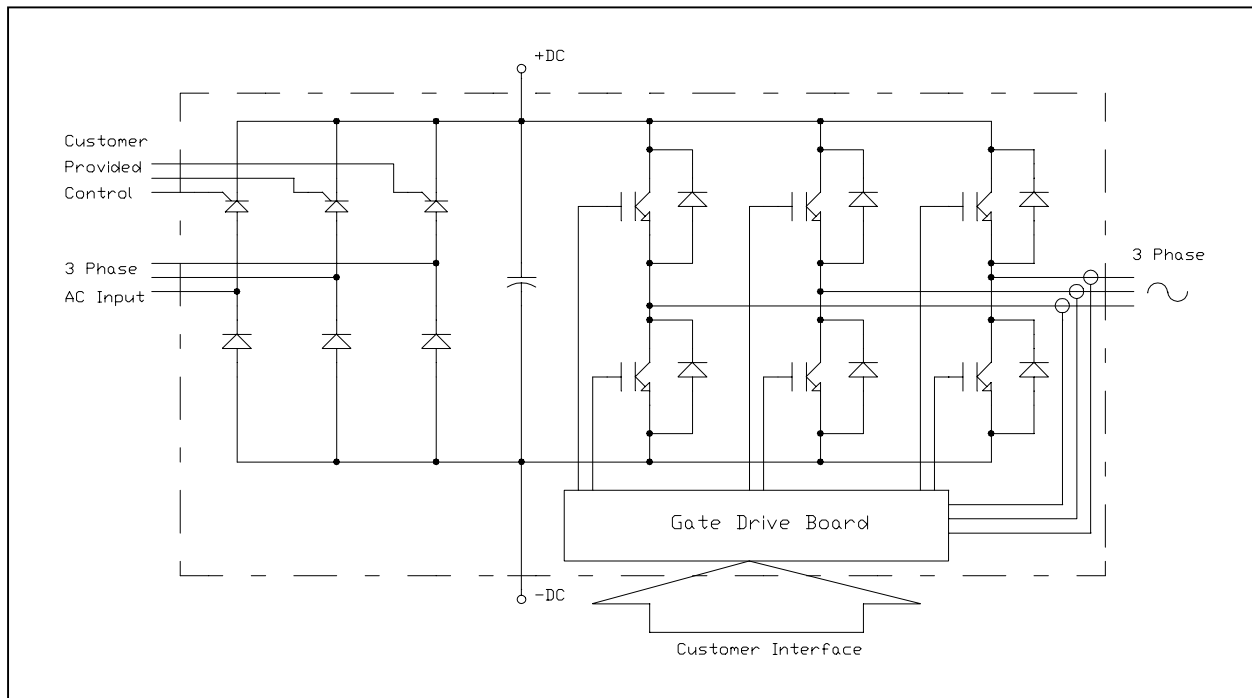 +DC
Customer
Provided
Control
3 Phase
AC Input
3 Phase
Gate Drive Board
-DC
Customer Interface